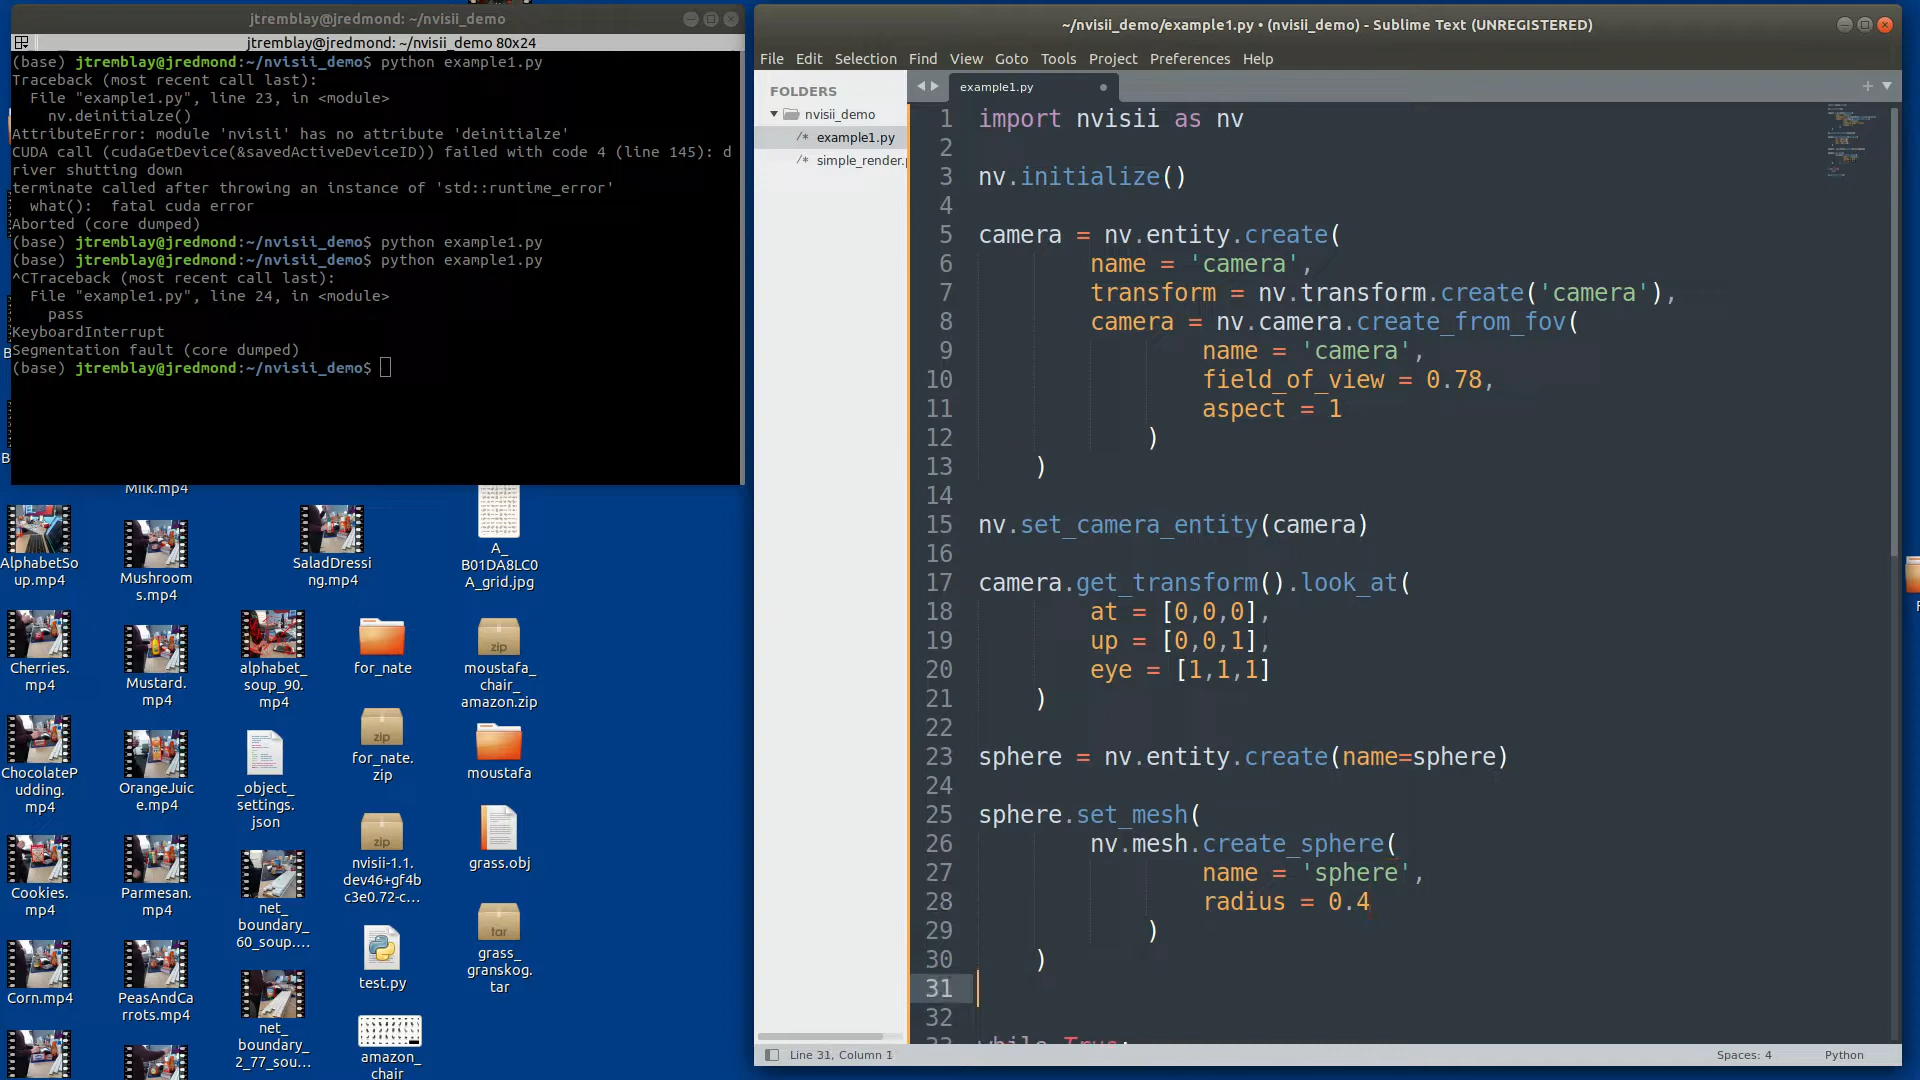 jtremblay@jredmond: ~/nvisii_demo
jtremblay@jredmond: ~/nvisii_demo 80x24
(base) jtremblay@jredmond:~/nvisii_demo$ python example1.py
Traceback (most recent call last):
  File "example1.py", line 23, in <module>
    nv.deinitialze()
AttributeError: module 'nvisii' has no attribute 'deinitialze'
CUDA call (cudaGetDevice(&savedActiveDeviceID)) failed with code 4 (line 145): d
river shutting down
terminate called after throwing an instance of 'std::runtime_error'
  what():  fatal cuda error
Aborted (core dumped)
(base) jtremblay@jredmond:~/nvisii_demo$ python example1.py
(base) jtremblay@jredmond:~/nvisii_demo$ python example1.py
^CTraceback (most recent call last):
  File "example1.py", line 24, in <module>
    pass
KeyboardInterrupt
Segmentation fault (core dumped)
(base) jtremblay@jredmond:~/nvisii_demo$
Milk.mp4
AlphabetSo
up.mp4
Mushroom
s.mp4
SaladDressi
ng.mp4
A_
B01DA8LC0
A_grid.jpg
Cherries.
mp4
Mustard.
mp4
alphabet_
soup_90.
mp4
for_nate
zip
moustafa_
chair_
amazon.zip
ChocolateP
udding.
mp4
OrangeJuic
e.mp4
_object_
settings.
json
zip
for_nate.
zip
moustafa
Cookies.
mp4
Parmesan.
mp4
net_
boundary_
60_soup....
zip
nvisii-1.1.
dev46+gf4b
c3e0.72-c...
grass.obj
Corn.mp4
PeasAndCa
rrots.mp4
net_
boundary_
2_77_sou...
test.py
tar
grass_
granskog.
tar
amazon_
chair
~/nvisii_demo/example1.py • (nvisii_demo) - Sublime Text (UNREGISTERED)
File Edit Selection Find View Goto Tools Project Preferences Help
FOLDERS
nvisii_demo
/* example1.py
/* simple_render.p
example1.py
1 import nvisii as nv
2
3 nv.initialize()
4
5 camera = nv.entity.create(
6         name = 'camera',
7         transform = nv.transform.create('camera'),
8         camera = nv.camera.create_from_fov(
9                 name = 'camera',
10                 field_of_view = 0.78,
11                 aspect = 1
12             )
13     )
14
15 nv.set_camera_entity(camera)
16
17 camera.get_transform().look_at(
18         at = [0,0,0],
19         up = [0,0,1],
20         eye = [1,1,1]
21     )
22
23 sphere = nv.entity.create(name=sphere)
24
25 sphere.set_mesh(
26         nv.mesh.create_sphere(
27                 name = 'sphere',
28                 radius = 0.4
29             )
30     )
31
32
33 while True:
Line 31, Column 1
Spaces: 4
Python